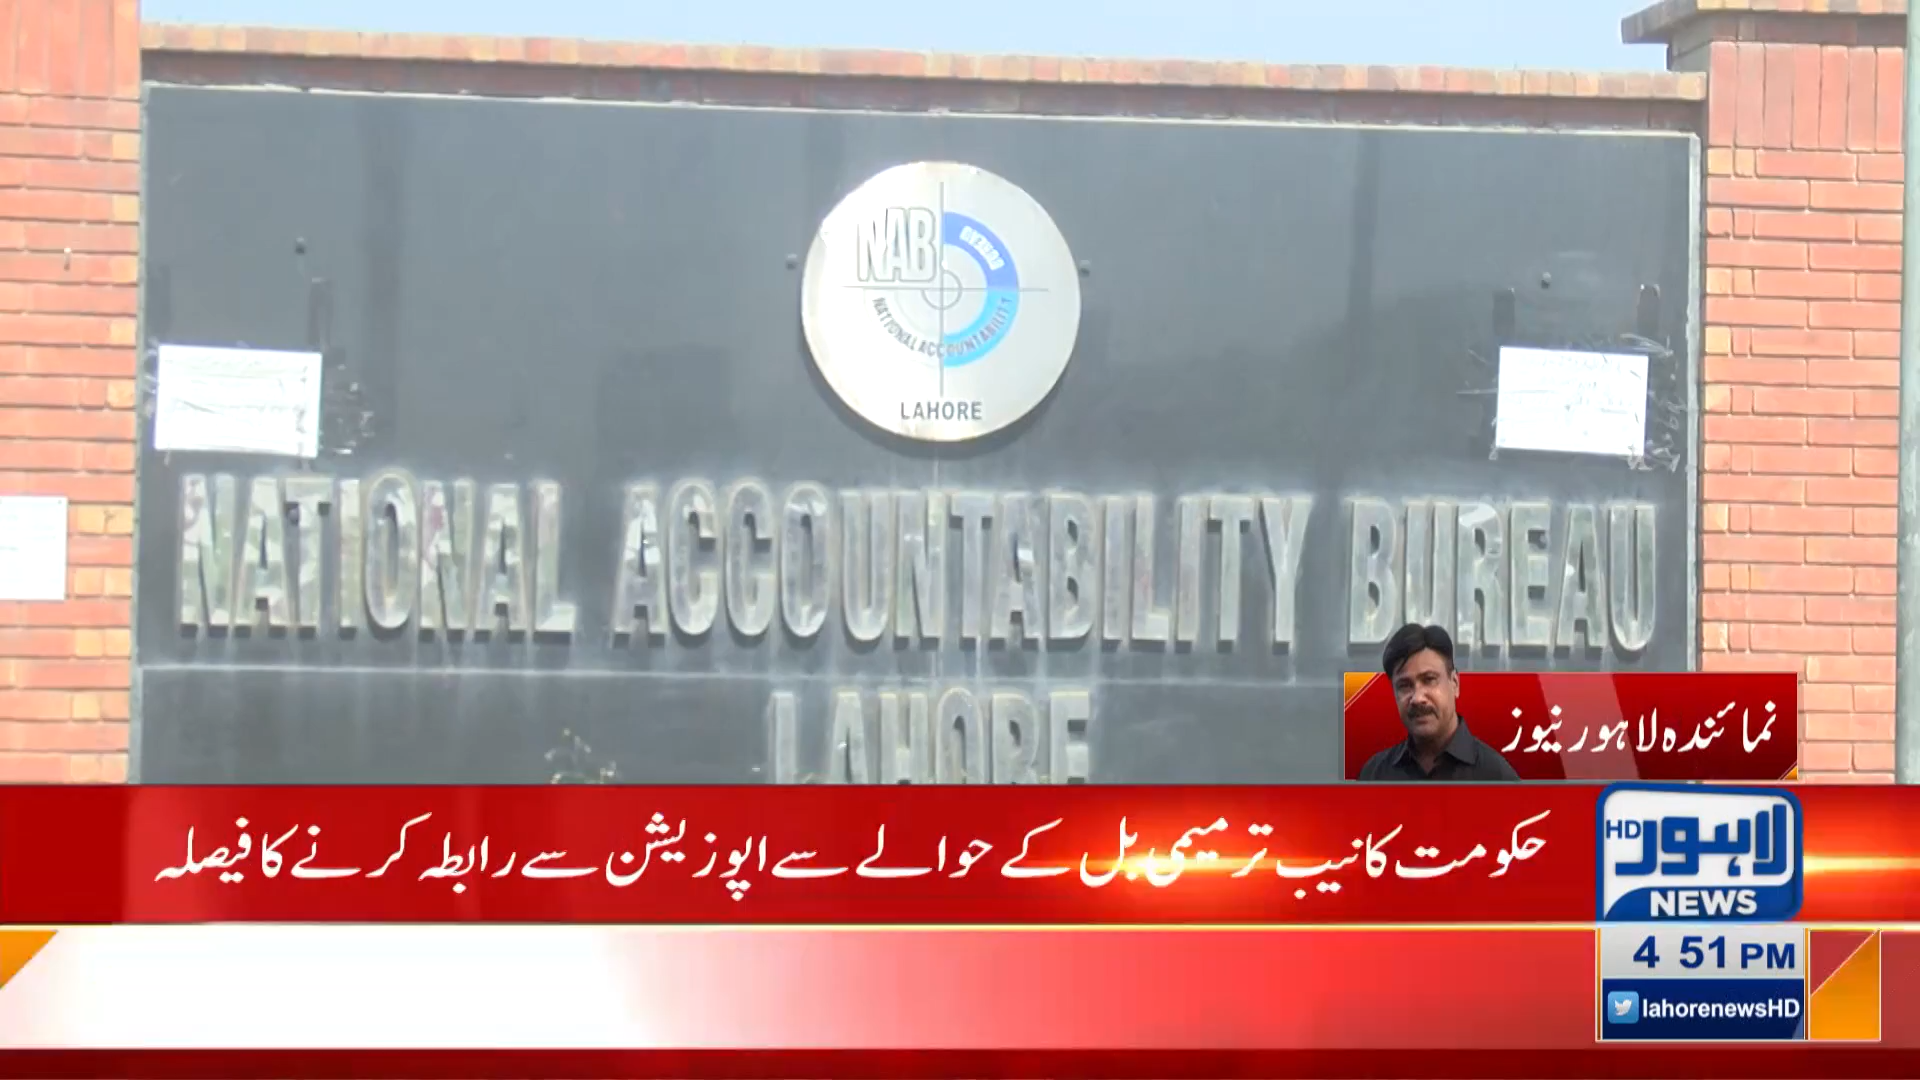 NAB
NATIONAL ACCOUNTABILITY
BUREAU
LAHORE
NATIONAL ACCOUNTABILITY BUREAU
LAHORE
نمائندہ لاہور نیوز
حکومت کا نیب ترمیمی بل کے حوالے سے اپوزیشن سے رابطہ کرنے کا فیصلہ
لاہور HD
NEWS
4 51 PM
lahorenewsHD